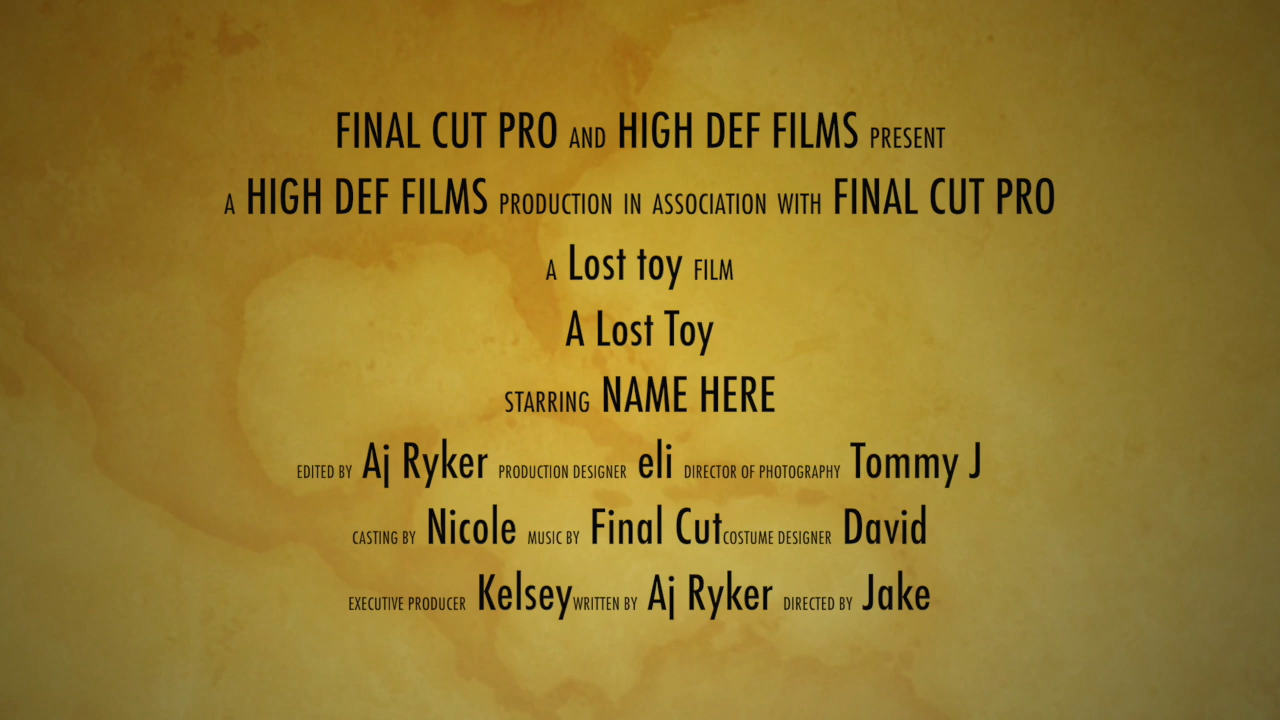 FINAL CUT PRO AND HIGH DEF FILMS PRESENT
A HIGH DEF FILMS PRODUCTION IN ASSOCIATION WITH FINAL CUT PRO
A Lost toy FILM
A Lost Toy
STARRING NAME HERE
EDITED BY Aj Ryker PRODUCTION DESIGNER eli DIRECTOR OF PHOTOGRAPHY Tommy J
CASTING BY Nicole MUSIC BY Final CutCOSTUME DESIGNER David
EXECUTIVE PRODUCER KelseyWRITTEN BY Aj Ryker DIRECTED BY Jake